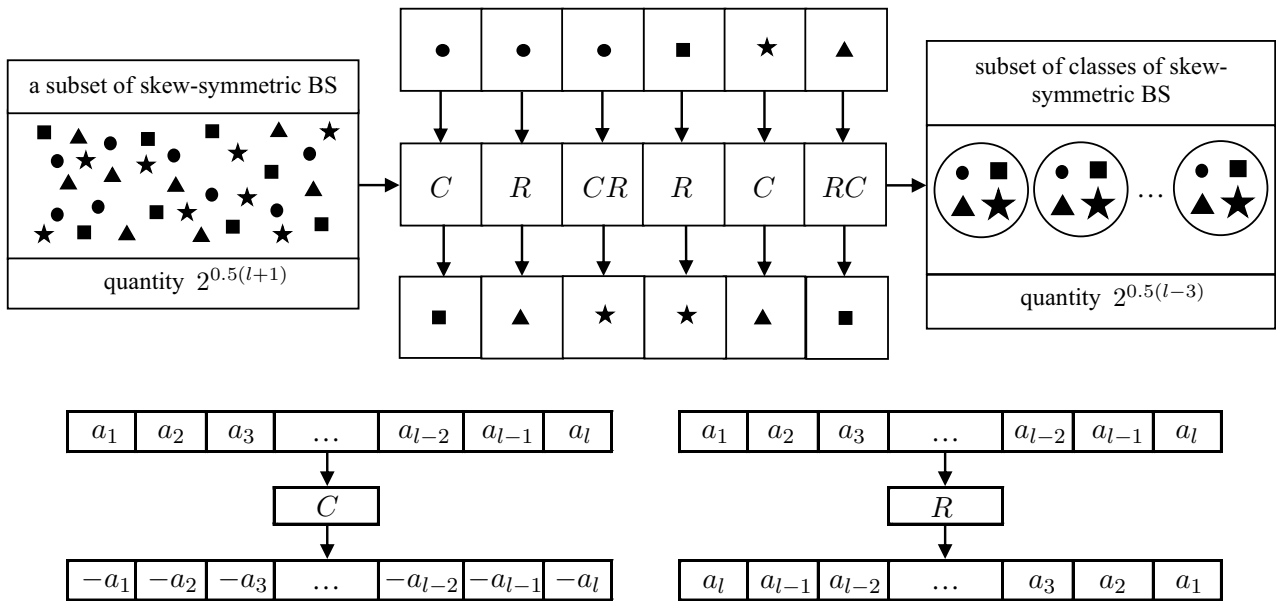 a subset of skew-symmetric BS
quantity $2^{0.5(l+1)}$
$C$ $R$ $CR$ $R$ $C$ $RC$
subset of classes of skew-
symmetric BS
...
quantity $2^{0.5(l-3)}$
$a_1$ $a_2$ $a_3$ ... $a_{l-2}$ $a_{l-1}$ $a_l$
$C$
$-a_1$ $-a_2$ $-a_3$ ... $-a_{l-2}$ $-a_{l-1}$ $-a_l$
$a_1$ $a_2$ $a_3$ ... $a_{l-2}$ $a_{l-1}$ $a_l$
$R$
$a_l$ $a_{l-1}$ $a_{l-2}$ ... $a_3$ $a_2$ $a_1$